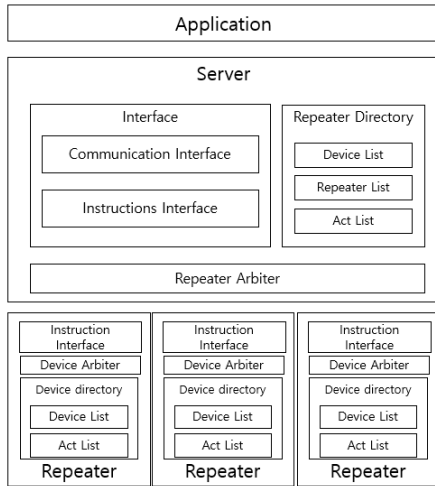 Application
Server
Interface
Communication Interface
Instructions Interface
Repeater Directory
Device List
Repeater List
Act List
Repeater Arbiter
Instruction
Interface
Device Arbiter
Device directory
Device List
Act List
Repeater
Instruction
Interface
Device Arbiter
Device directory
Device List
Act List
Repeater
Instruction
Interface
Device Arbiter
Device directory
Device List
Act List
Repeater